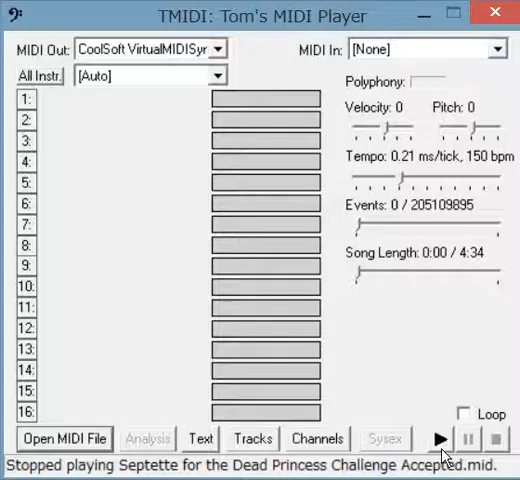 TMIDI: Tom's MIDI Player
MIDI Out: CoolSoft VirtualMIDISyr
MIDI In: [None]
All Instr. [Auto]
Polyphony:
Velocity: 0 Pitch: 0
Tempo: 0.21 ms/tick, 150 bpm
Events: 0 / 205109895
Song Length: 0:00 / 4:34
1:
2:
3:
4:
5:
6:
7:
8:
9:
10:
11:
12:
13:
14:
15:
16:
Loop
Open MIDI File Analysis Text Tracks Channels Sysex
Stopped playing Septette for the Dead Princess Challenge Accepted.mid.